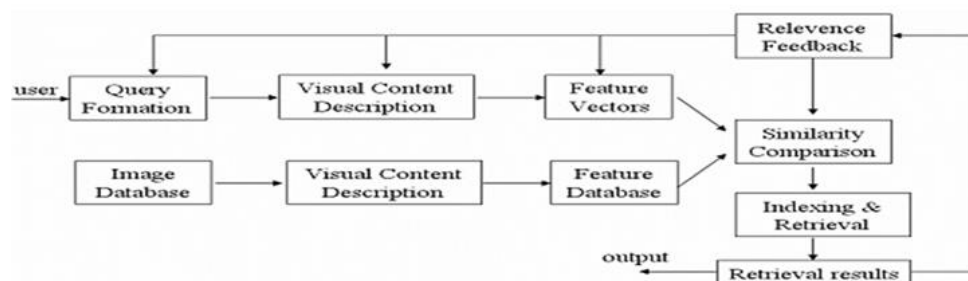 Relevence
Feedback
user
Query
Formation
Visual Content
Description
Feature
Vectors
Similarity
Comparison
Image
Database
Visual Content
Description
Feature
Database
Indexing &
Retrieval
output
Retrieval results